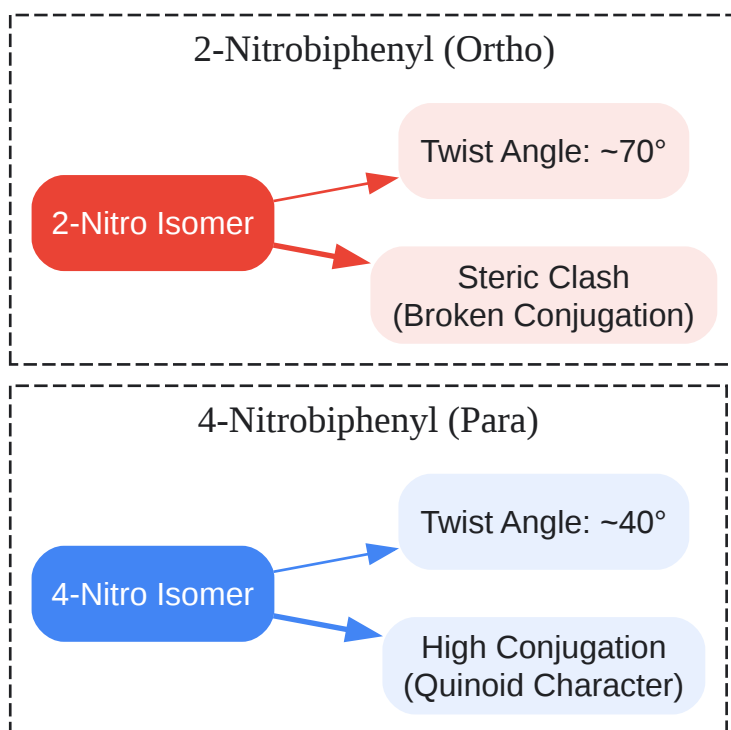 2-Nitrobiphenyl (Ortho)
Twist Angle: ~70°
2-Nitro Isomer
Steric Clash
(Broken Conjugation)
4-Nitrobiphenyl (Para)
Twist Angle: ~40°
4-Nitro Isomer
High Conjugation
(Quinoid Character)